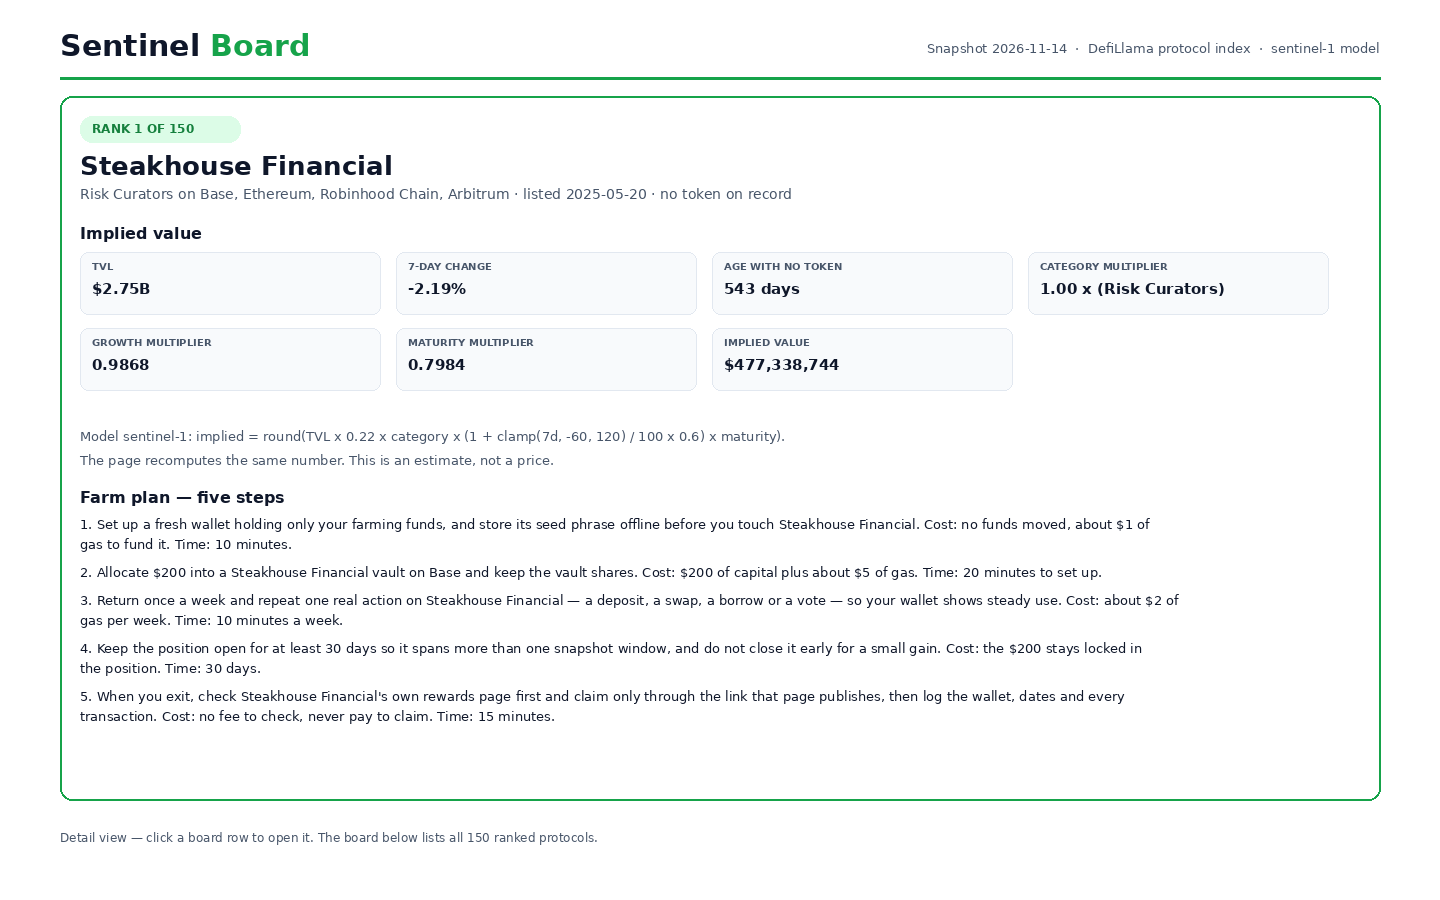 Sentinel Board
Snapshot 2026-11-14 · DefiLlama protocol index · sentinel-1 model
RANK 1 OF 150
Steakhouse Financial
Risk Curators on Base, Ethereum, Robinhood Chain, Arbitrum · listed 2025-05-20 · no token on record
Implied value
TVL
$2.75B
7-DAY CHANGE
-2.19%
AGE WITH NO TOKEN
543 days
CATEGORY MULTIPLIER
1.00 x (Risk Curators)
GROWTH MULTIPLIER
0.9868
MATURITY MULTIPLIER
0.7984
IMPLIED VALUE
$477,338,744
Model sentinel-1: implied = round(TVL x 0.22 x category x (1 + clamp(7d, -60, 120) / 100 x 0.6) x maturity).
The page recomputes the same number. This is an estimate, not a price.
Farm plan — five steps
1. Set up a fresh wallet holding only your farming funds, and store its seed phrase offline before you touch Steakhouse Financial. Cost: no funds moved, about $1 of
gas to fund it. Time: 10 minutes.
2. Allocate $200 into a Steakhouse Financial vault on Base and keep the vault shares. Cost: $200 of capital plus about $5 of gas. Time: 20 minutes to set up.
3. Return once a week and repeat one real action on Steakhouse Financial — a deposit, a swap, a borrow or a vote — so your wallet shows steady use. Cost: about $2 of
gas per week. Time: 10 minutes a week.
4. Keep the position open for at least 30 days so it spans more than one snapshot window, and do not close it early for a small gain. Cost: the $200 stays locked in
the position. Time: 30 days.
5. When you exit, check Steakhouse Financial's own rewards page first and claim only through the link that page publishes, then log the wallet, dates and every
transaction. Cost: no fee to check, never pay to claim. Time: 15 minutes.
Detail view — click a board row to open it. The board below lists all 150 ranked protocols.